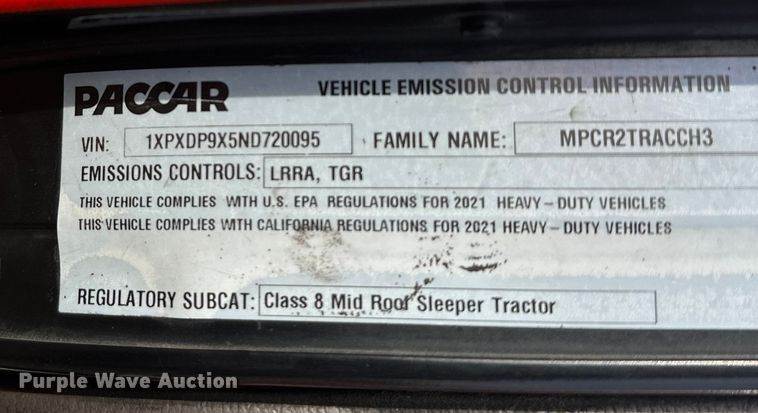 PACCAR VEHICLE EMISSION CONTROL INFORMATION
VIN: 1XPXDP9X5ND720095 FAMILY NAME: MPCR2TRACCH3
EMISSIONS CONTROLS: LRRA, TGR
THIS VEHICLE COMPLIES WITH U.S. EPA REGULATIONS FOR 2021 HEAVY-DUTY VEHICLES
THIS VEHICLE COMPLIES WITH CALIFORNIA REGULATIONS FOR 2021 HEAVY-DUTY VEHICLES
REGULATORY SUBCAT: Class 8 Mid Roof Sleeper Tractor
Purple Wave Auction